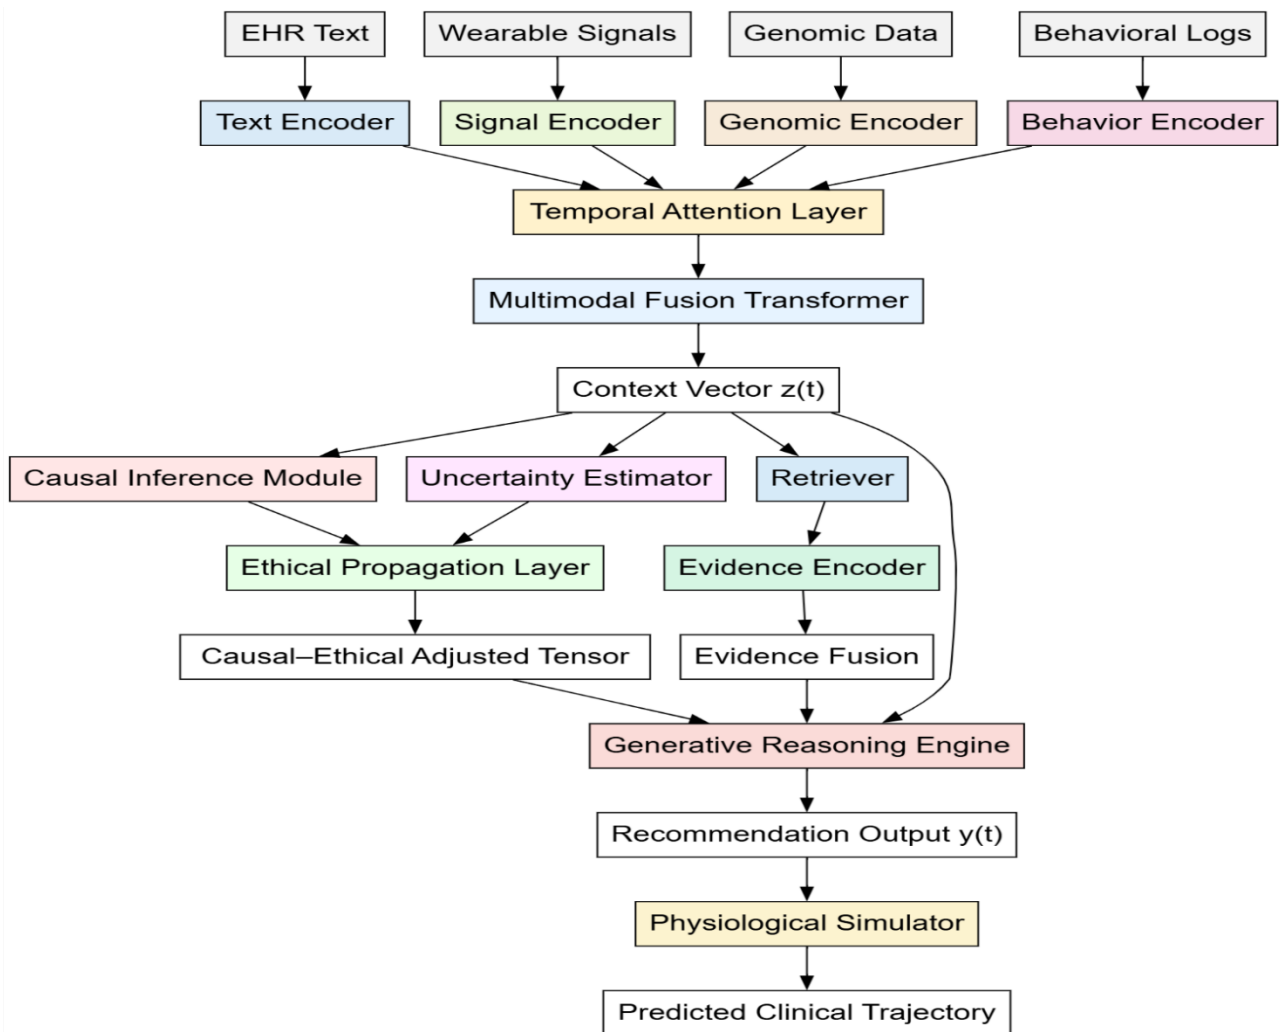 EHR Text
Wearable Signals
Genomic Data
Behavioral Logs
Text Encoder
Signal Encoder
Genomic Encoder
Behavior Encoder
Temporal Attention Layer
Multimodal Fusion Transformer
Context Vector z(t)
Causal Inference Module
Uncertainty Estimator
Retriever
Ethical Propagation Layer
Evidence Encoder
Causal–Ethical Adjusted Tensor
Evidence Fusion
Generative Reasoning Engine
Recommendation Output y(t)
Physiological Simulator
Predicted Clinical Trajectory